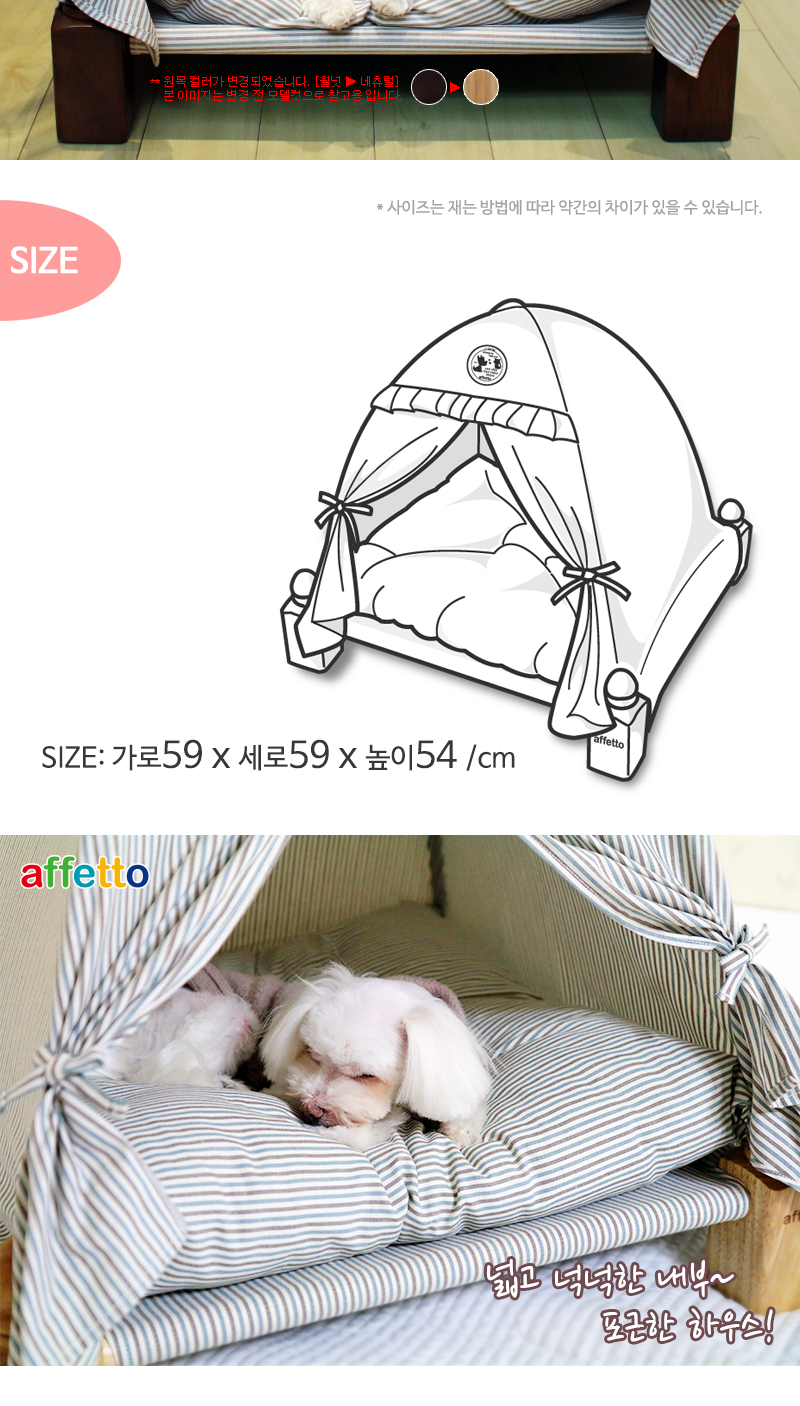 ** 원목 컬러가 변경되었습니다. [월넛 ▶ 네츄럴]
본 이미지는 변경 전 모델컷으로 참고용 입니다.
* 사이즈는 재는 방법에 따라 약간의 차이가 있을 수 있습니다.
SIZE
affetto
SIZE: 가로59 x 세로59 x 높이54 /cm
affetto
넓고 넉넉한 내부~
포근한 하우스!